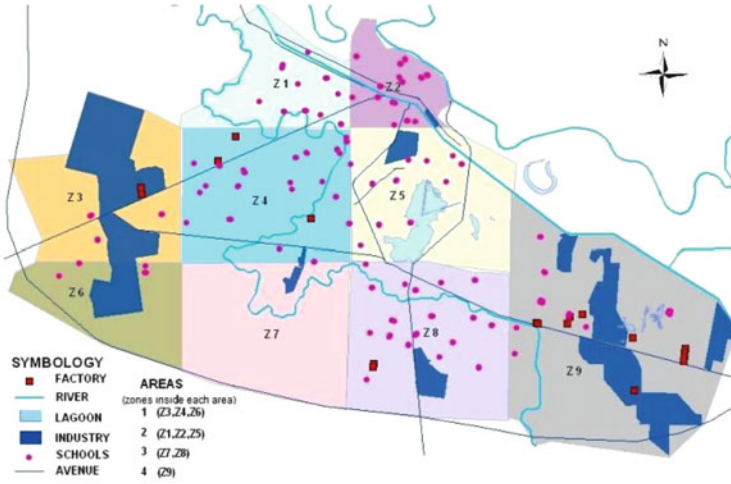 N
Z1
Z2
Z3
Z4
Z5
Z6
Z7
Z8
Z9
SYMBOLOGY
FACTORY
RIVER
LAGOON
INDUSTRY
SCHOOLS
AVENUE
AREAS
(zones inside each area)
1 (Z3,Z4,Z6)
2 (Z1,Z2,Z5)
3 (Z7,Z8)
4 (Z9)